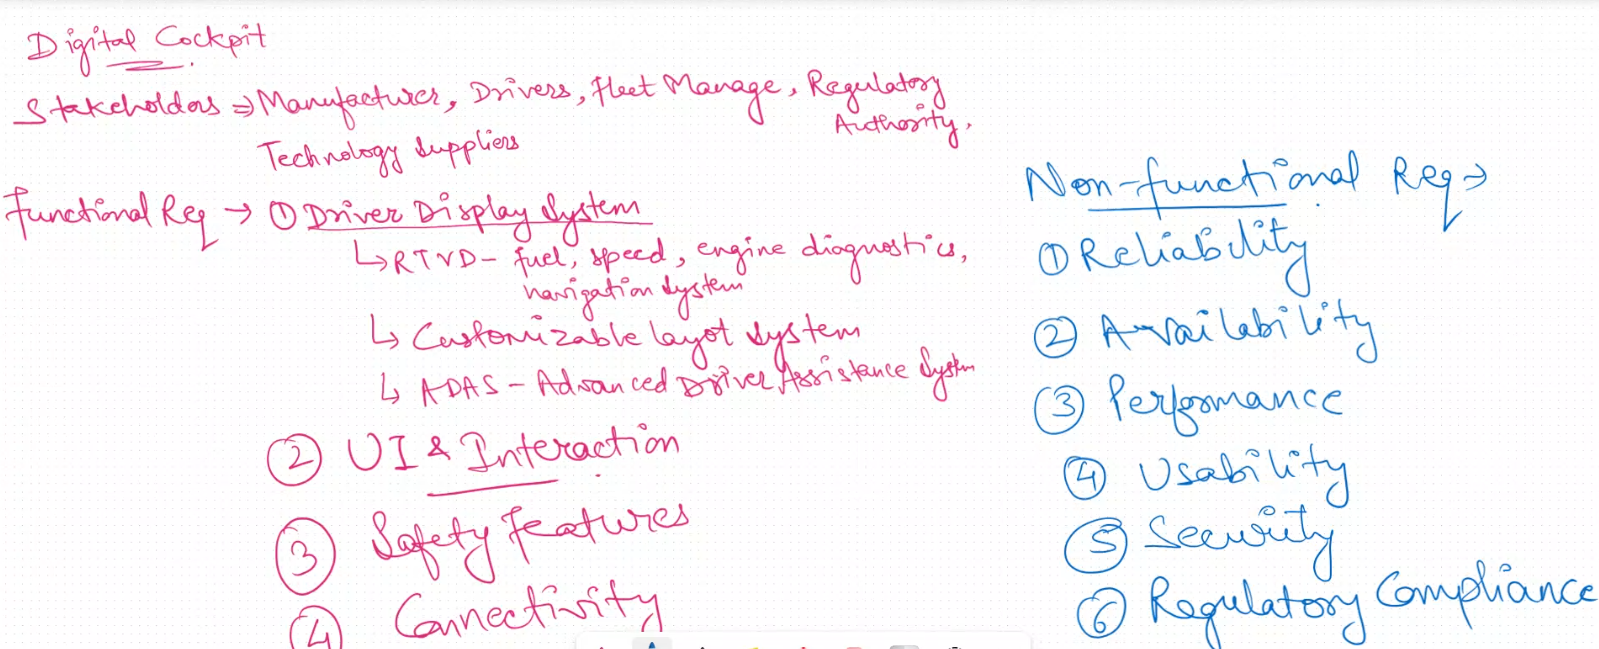 Digital Cockpit
Stakeholders ⇒ Manufacturer, Drivers, Fleet Manage, Regulatory
Authority,
Technology Suppliers
Functional Req → ① Driver Display System
↳ RTVD - fuel, speed, engine diagnostics,
navigation system
↳ Customizable layot system
↳ ADAS - Advanced Driver Assistance System
② UI & Interaction
③ Safety Features
④ Connectivity
Non-functional Req →
① Reliability
② Availability
③ Performance
④ Usability
⑤ Security
⑥ Regulatory Compliance